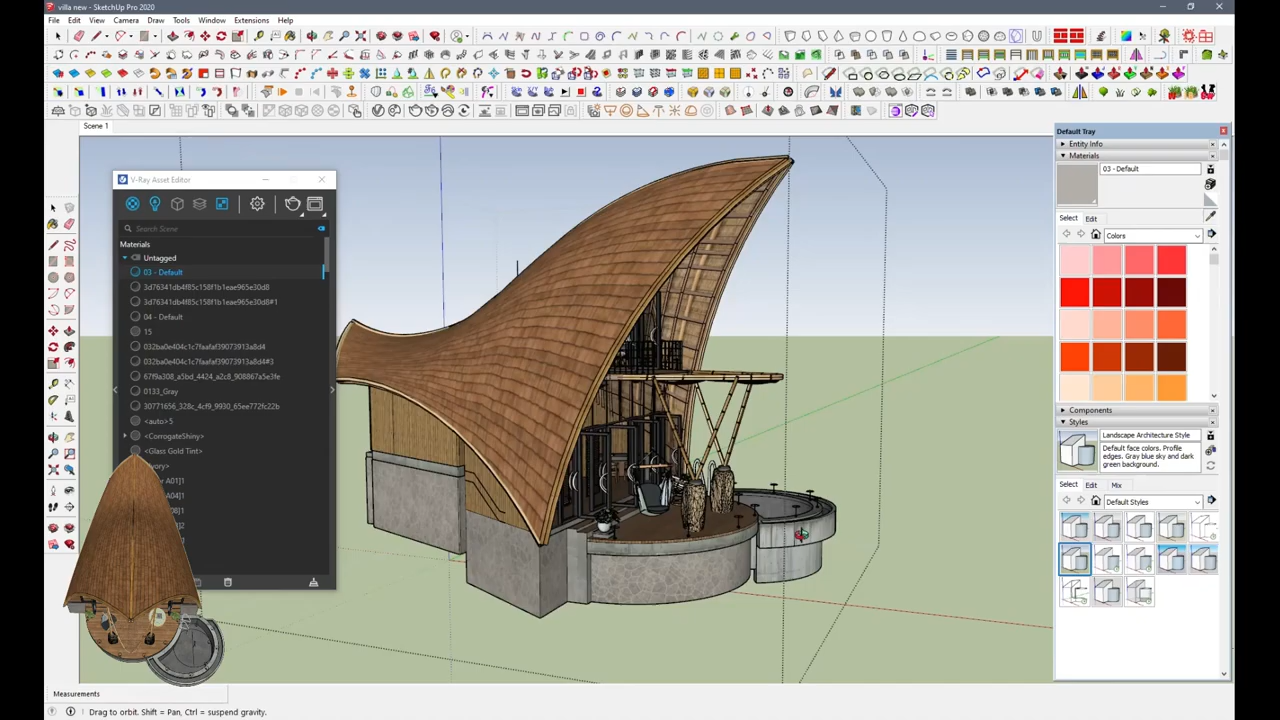 villa new - SketchUp Pro 2020
File Edit View Camera Draw Tools Window Extensions Help
Scene 1
V-Ray Asset Editor
Search Scene
Materials
Untagged
03 - Default
3d76341db4f85c158f1b1eae965e30d8
3d76341db4f85c158f1b1eae965e30d8#1
04 - Default
15
032ba0e404c1c7faafaf39073913a8d4
032ba0e404c1c7faafaf39073913a8d4#3
67f9a308_a5bd_4424_a2c8_908867a5e3fe
0133_Gray
30771656_328c_4cf9_9930_65ee772fc22b
<auto>5
<CorrogateShiny>
<Glass Gold Tint>
Default Tray
Entity Info
Materials
03 - Default
Select Edit
Colors
Components
Styles
Landscape Architecture Style
Default face colors. Profile
edges. Gray blue sky and dark
green background.
Select Edit Mix
Default Styles
Measurements
Drag to orbit. Shift = Pan, Ctrl = suspend gravity.